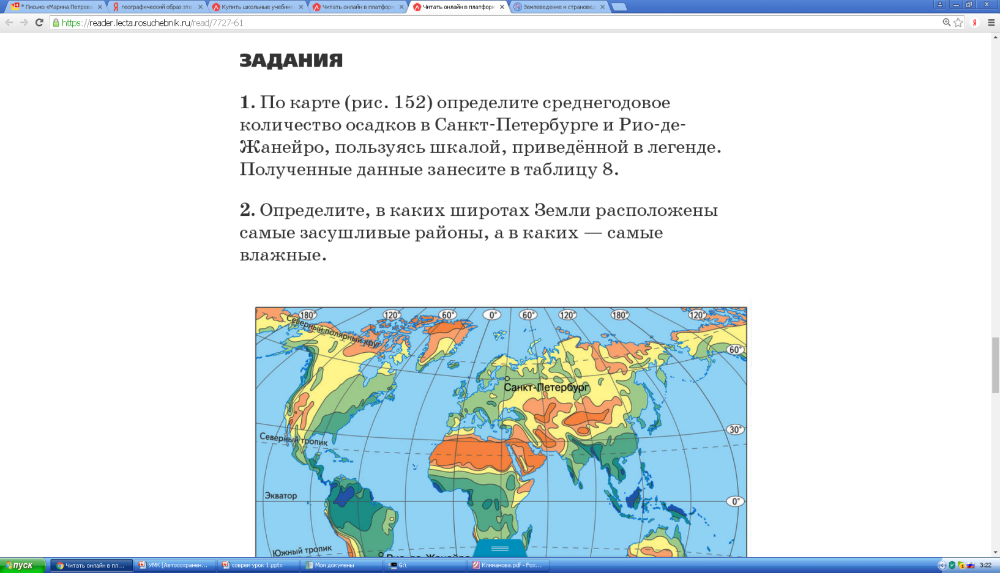 * Письмо «Марина Петрова
географический образ это
Купить школьные учебники
Читать онлайн в платформ
Читать онлайн в платформ
Землеведение и страновед
https://reader.lecta.rosuchebnik.ru/read/7727-61
ЗАДАНИЯ
1. По карте (рис. 152) определите среднегодовое
количество осадков в Санкт-Петербурге и Рио-де-
Жанейро, пользуясь шкалой, приведённой в легенде.
Полученные данные занесите в таблицу 8.
2. Определите, в каких широтах Земли расположены
самые засушливые районы, а в каких — самые
влажные.
180° 120° 60° 0° 60° 120° 180° 120°
Северный полярный круг
60°
Санкт-Петербург
30°
Северный тропик
Экватор
0°
Южный тропик
Рио-де-Жанейро
пуск
Читать онлайн в пл...
УМК [Автосохранен...
соврем урок 1.pptx
Мои докумены
G:\
Климанова.pdf - Fox...
3:22